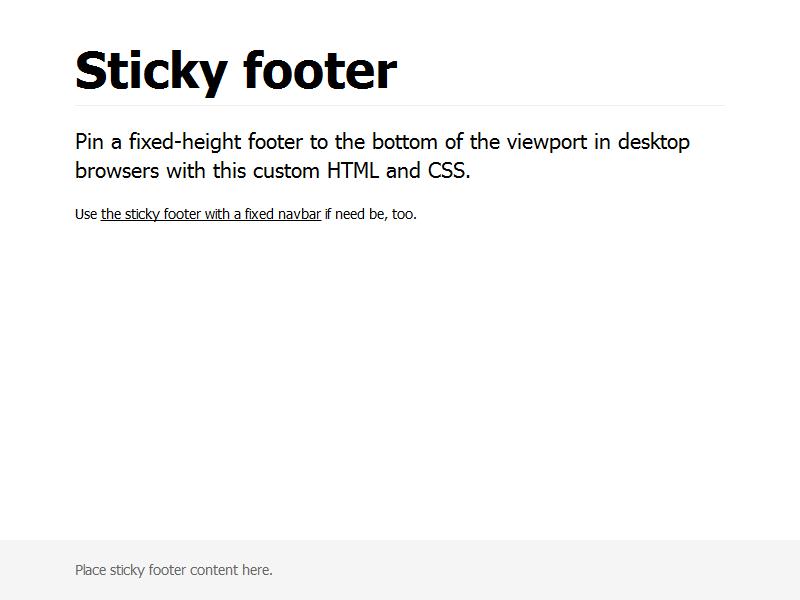 Sticky footer
Pin a fixed-height footer to the bottom of the viewport in desktop
browsers with this custom HTML and CSS.
Use the sticky footer with a fixed navbar if need be, too.
Place sticky footer content here.